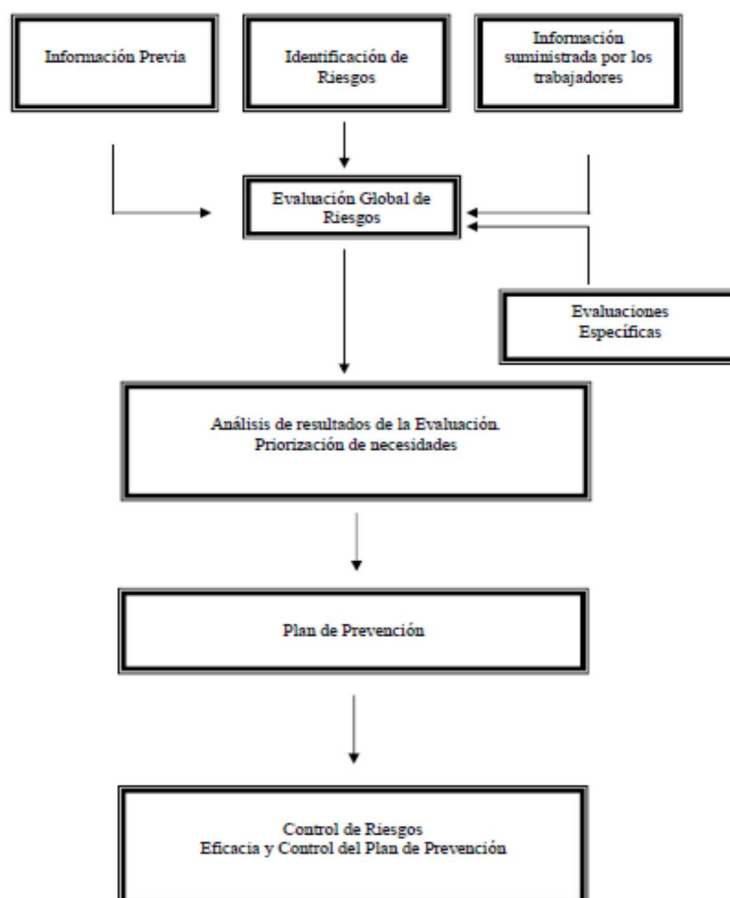 Información Previa
Identificación de
Riesgos
Información
suministrada por los
trabajadores
Evaluación Global de
Riesgos
Evaluaciones
Específicas
Análisis de resultados de la Evaluación.
Priorización de necesidades
Plan de Prevención
Control de Riesgos
Eficacia y Control del Plan de Prevención